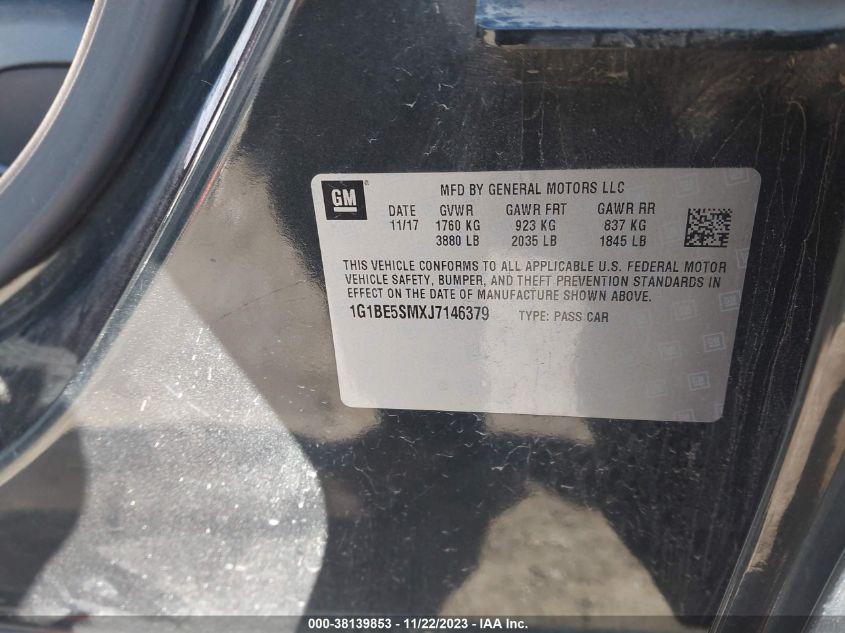 GM
MFD BY GENERAL MOTORS LLC
DATE GVWR GAWR FRT GAWR RR
11/17 1760 KG 923 KG 837 KG
3880 LB 2035 LB 1845 LB
THIS VEHICLE CONFORMS TO ALL APPLICABLE U.S. FEDERAL MOTOR
VEHICLE SAFETY, BUMPER, AND THEFT PREVENTION STANDARDS IN
EFFECT ON THE DATE OF MANUFACTURE SHOWN ABOVE.
1G1BE5SMXJ7146379 TYPE: PASS CAR
000-38139853 - 11/22/2023 - IAA Inc.